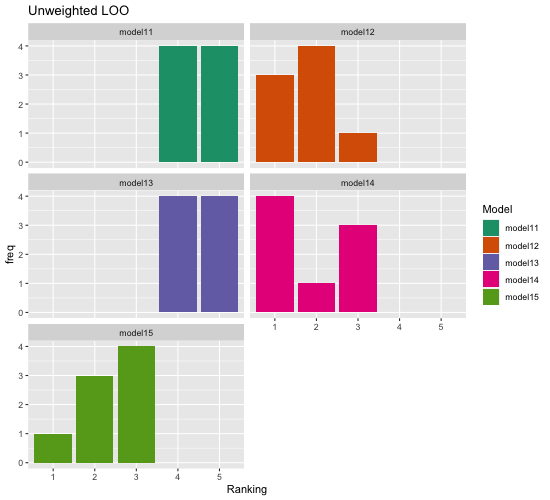 Unweighted LOO
model11 model12
4
3
2
1
0
model13 model14
4
3
2
1
0
1 2 3 4 5
model15
4
3
2
1
0
1 2 3 4 5
freq
Ranking
Model
model11
model12
model13
model14
model15